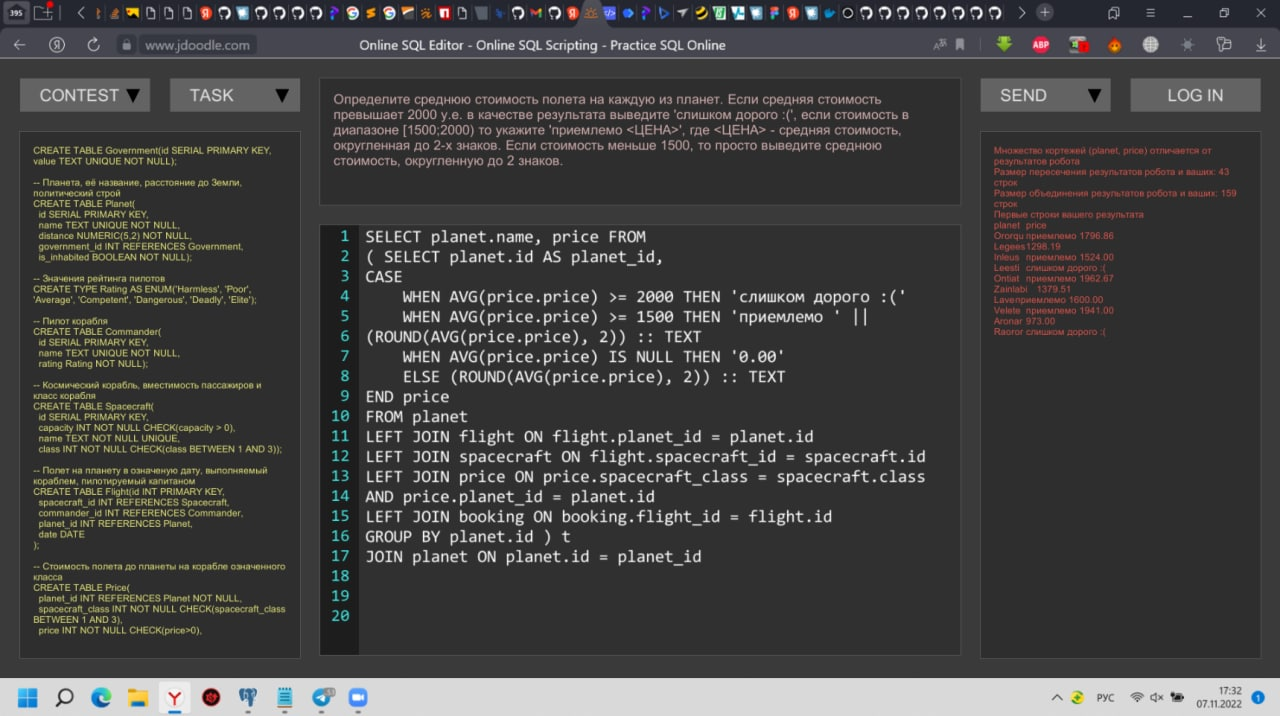 395
www.jdoodle.com
Online SQL Editor - Online SQL Scripting - Practice SQL Online
ABP
CONTEST ▼
TASK ▼
SEND ▼
LOG IN
CREATE TABLE Government(id SERIAL PRIMARY KEY,
value TEXT UNIQUE NOT NULL);
-- Планета, её название, расстояние до Земли,
политический строй
CREATE TABLE Planet(
id SERIAL PRIMARY KEY,
name TEXT UNIQUE NOT NULL,
distance NUMERIC(5,2) NOT NULL,
government_id INT REFERENCES Government,
is_inhabited BOOLEAN NOT NULL);
-- Значения рейтинга пилотов
CREATE TYPE Rating AS ENUM('Harmless', 'Poor',
'Average', 'Competent', 'Dangerous', 'Deadly', 'Elite');
-- Пилот корабля
CREATE TABLE Commander(
id SERIAL PRIMARY KEY,
name TEXT UNIQUE NOT NULL,
rating Rating NOT NULL);
-- Космический корабль, вместимость пассажиров и
класс корабля
CREATE TABLE Spacecraft(
id SERIAL PRIMARY KEY,
capacity INT NOT NULL CHECK(capacity > 0),
name TEXT NOT NULL UNIQUE,
class INT NOT NULL CHECK(class BETWEEN 1 AND 3));
-- Полет на планету в означеную дату, выполняемый
кораблем, пилотируемый капитаном
CREATE TABLE Flight(id INT PRIMARY KEY,
spacecraft_id INT REFERENCES Spacecraft,
commander_id INT REFERENCES Commander,
planet_id INT REFERENCES Planet,
date DATE
);
-- Стоимость полета до планеты на корабле означенного
класса
CREATE TABLE Price(
planet_id INT REFERENCES Planet NOT NULL,
spacecraft_class INT NOT NULL CHECK(spacecraft_class
BETWEEN 1 AND 3),
price INT NOT NULL CHECK(price>0),
Определите среднюю стоимость полета на каждую из планет. Если средняя стоимость
превышает 2000 у.е. в качестве результата выведите 'слишком дорого :(', если стоимость в
диапазоне [1500;2000) то укажите 'приемлемо <ЦЕНА>', где <ЦЕНА> - средняя стоимость,
округленная до 2-х знаков. Если стоимость меньше 1500, то просто выведите среднюю
стоимость, округленную до 2 знаков.
1 SELECT planet.name, price FROM
2 ( SELECT planet.id AS planet_id,
3 CASE
4 WHEN AVG(price.price) >= 2000 THEN 'слишком дорого :('
5 WHEN AVG(price.price) >= 1500 THEN 'приемлемо ' ||
6 (ROUND(AVG(price.price), 2)) :: TEXT
7 WHEN AVG(price.price) IS NULL THEN '0.00'
8 ELSE (ROUND(AVG(price.price), 2)) :: TEXT
9 END price
10 FROM planet
11 LEFT JOIN flight ON flight.planet_id = planet.id
12 LEFT JOIN spacecraft ON flight.spacecraft_id = spacecraft.id
13 LEFT JOIN price ON price.spacecraft_class = spacecraft.class
14 AND price.planet_id = planet.id
15 LEFT JOIN booking ON booking.flight_id = flight.id
16 GROUP BY planet.id ) t
17 JOIN planet ON planet.id = planet_id
18
19
20
Множество кортежей (planet, price) отличается от
результатов робота
Размер пересечения результатов робота и ваших: 43
строк
Размер объединения результатов робота и ваших: 159
строк
Первые строки вашего результата
planet price
Ororqu приемлемо 1796.86
Legees1298.19
Inleus приемлемо 1524.00
Leesti слишком дорого :(
Ontiat приемлемо 1962.67
Zainlabi 1379.51
Laveприемлемо 1600.00
Velete приемлемо 1941.00
Aronar 973.00
Raoror слишком дорого :(
РУС
17:32
07.11.2022
1